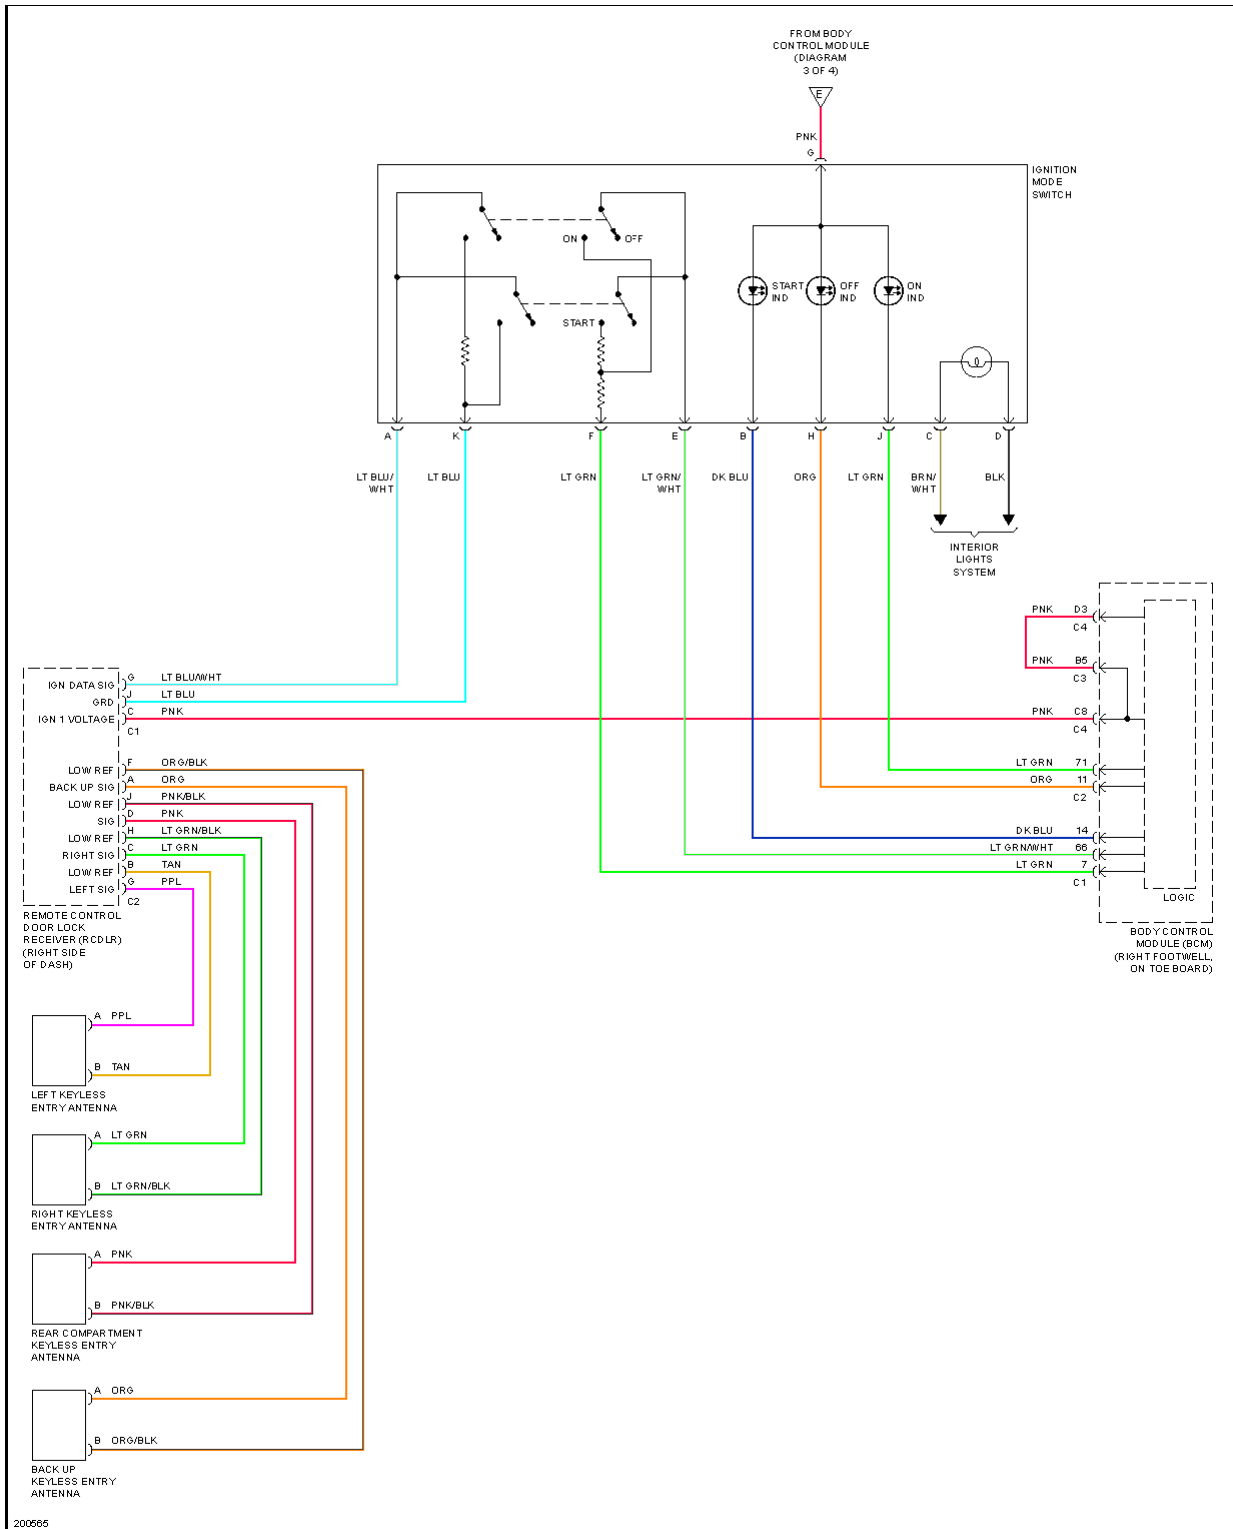 FROM BODY
CONTROL MODULE
(DIAGRAM
3 OF 4)
E
PNK
G
IGNITION
MODE
SWITCH
ON
OFF
START
START
IND
OFF
IND
ON
IND
A
K
F
E
B
H
J
C
D
LT BLU/
WHT
LT BLU
LT GRN
LT GRN/
WHT
DK BLU
ORG
LT GRN
BRN/
WHT
BLK
INTERIOR
LIGHTS
SYSTEM
PNK D3
C4
PNK B5
C3
PNK C8
C4
LT GRN 71
ORG 11
C2
DK BLU 14
LT GRN/WHT 66
LT GRN 7
C1
LOGIC
BODY CONTROL
MODULE (BCM)
(RIGHT FOOTWELL,
ON TOE BOARD)
IGN DATA SIG G LT BLU/WHT
GRD J LT BLU
IGN 1 VOLTAGE C PNK
C1
LOW REF F ORG/BLK
BACK UP SIG A ORG
LOW REF J PNK/BLK
SIG D PNK
LOW REF H LT GRN/BLK
RIGHT SIG C LT GRN
LOW REF B TAN
LEFT SIG G PPL
C2
REMOTE CONTROL
DOOR LOCK
RECEIVER (RCDLR)
(RIGHT SIDE
OF DASH)
A PPL
B TAN
LEFT KEYLESS
ENTRY ANTENNA
A LT GRN
B LT GRN/BLK
RIGHT KEYLESS
ENTRY ANTENNA
A PNK
B PNK/BLK
REAR COMPARTMENT
KEYLESS ENTRY
ANTENNA
A ORG
B ORG/BLK
BACK UP
KEYLESS ENTRY
ANTENNA
200565